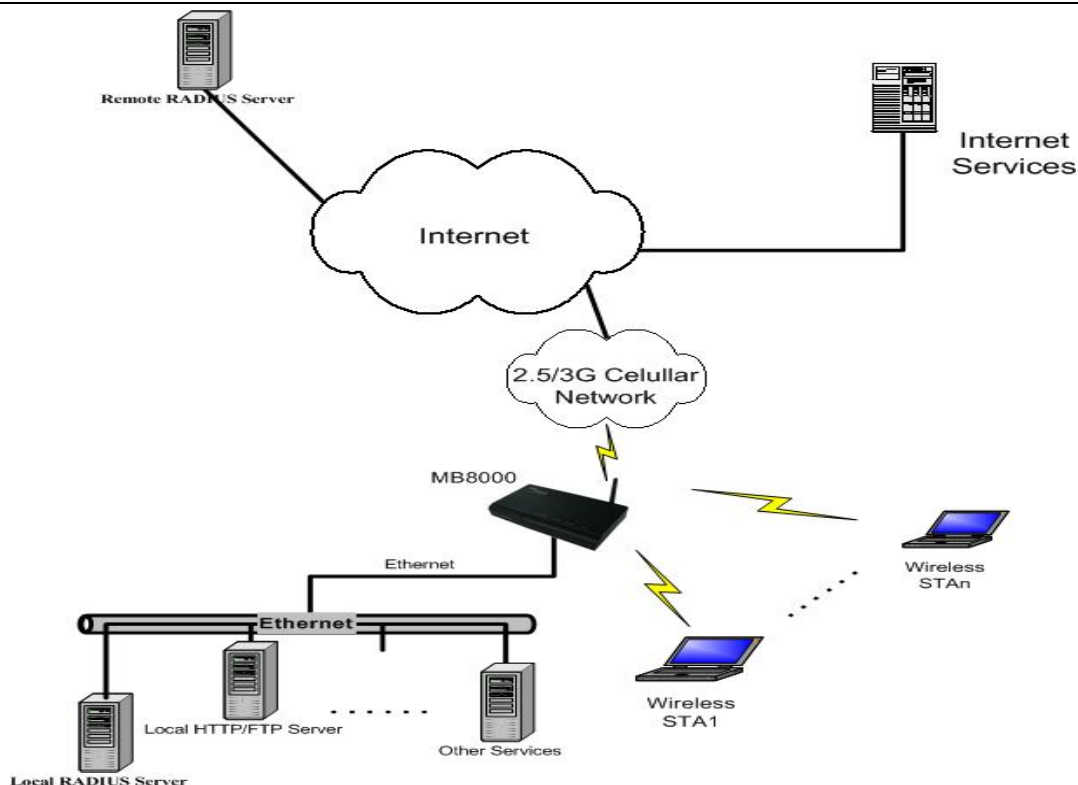 Remote RADIUS Server
Internet
Services
Internet
2.5/3G Celullar
Network
MB8000
Ethernet
Wireless
STAn
Ethernet
Wireless
STA1
Local HTTP/FTP Server
Other Services
Local RADIUS Server